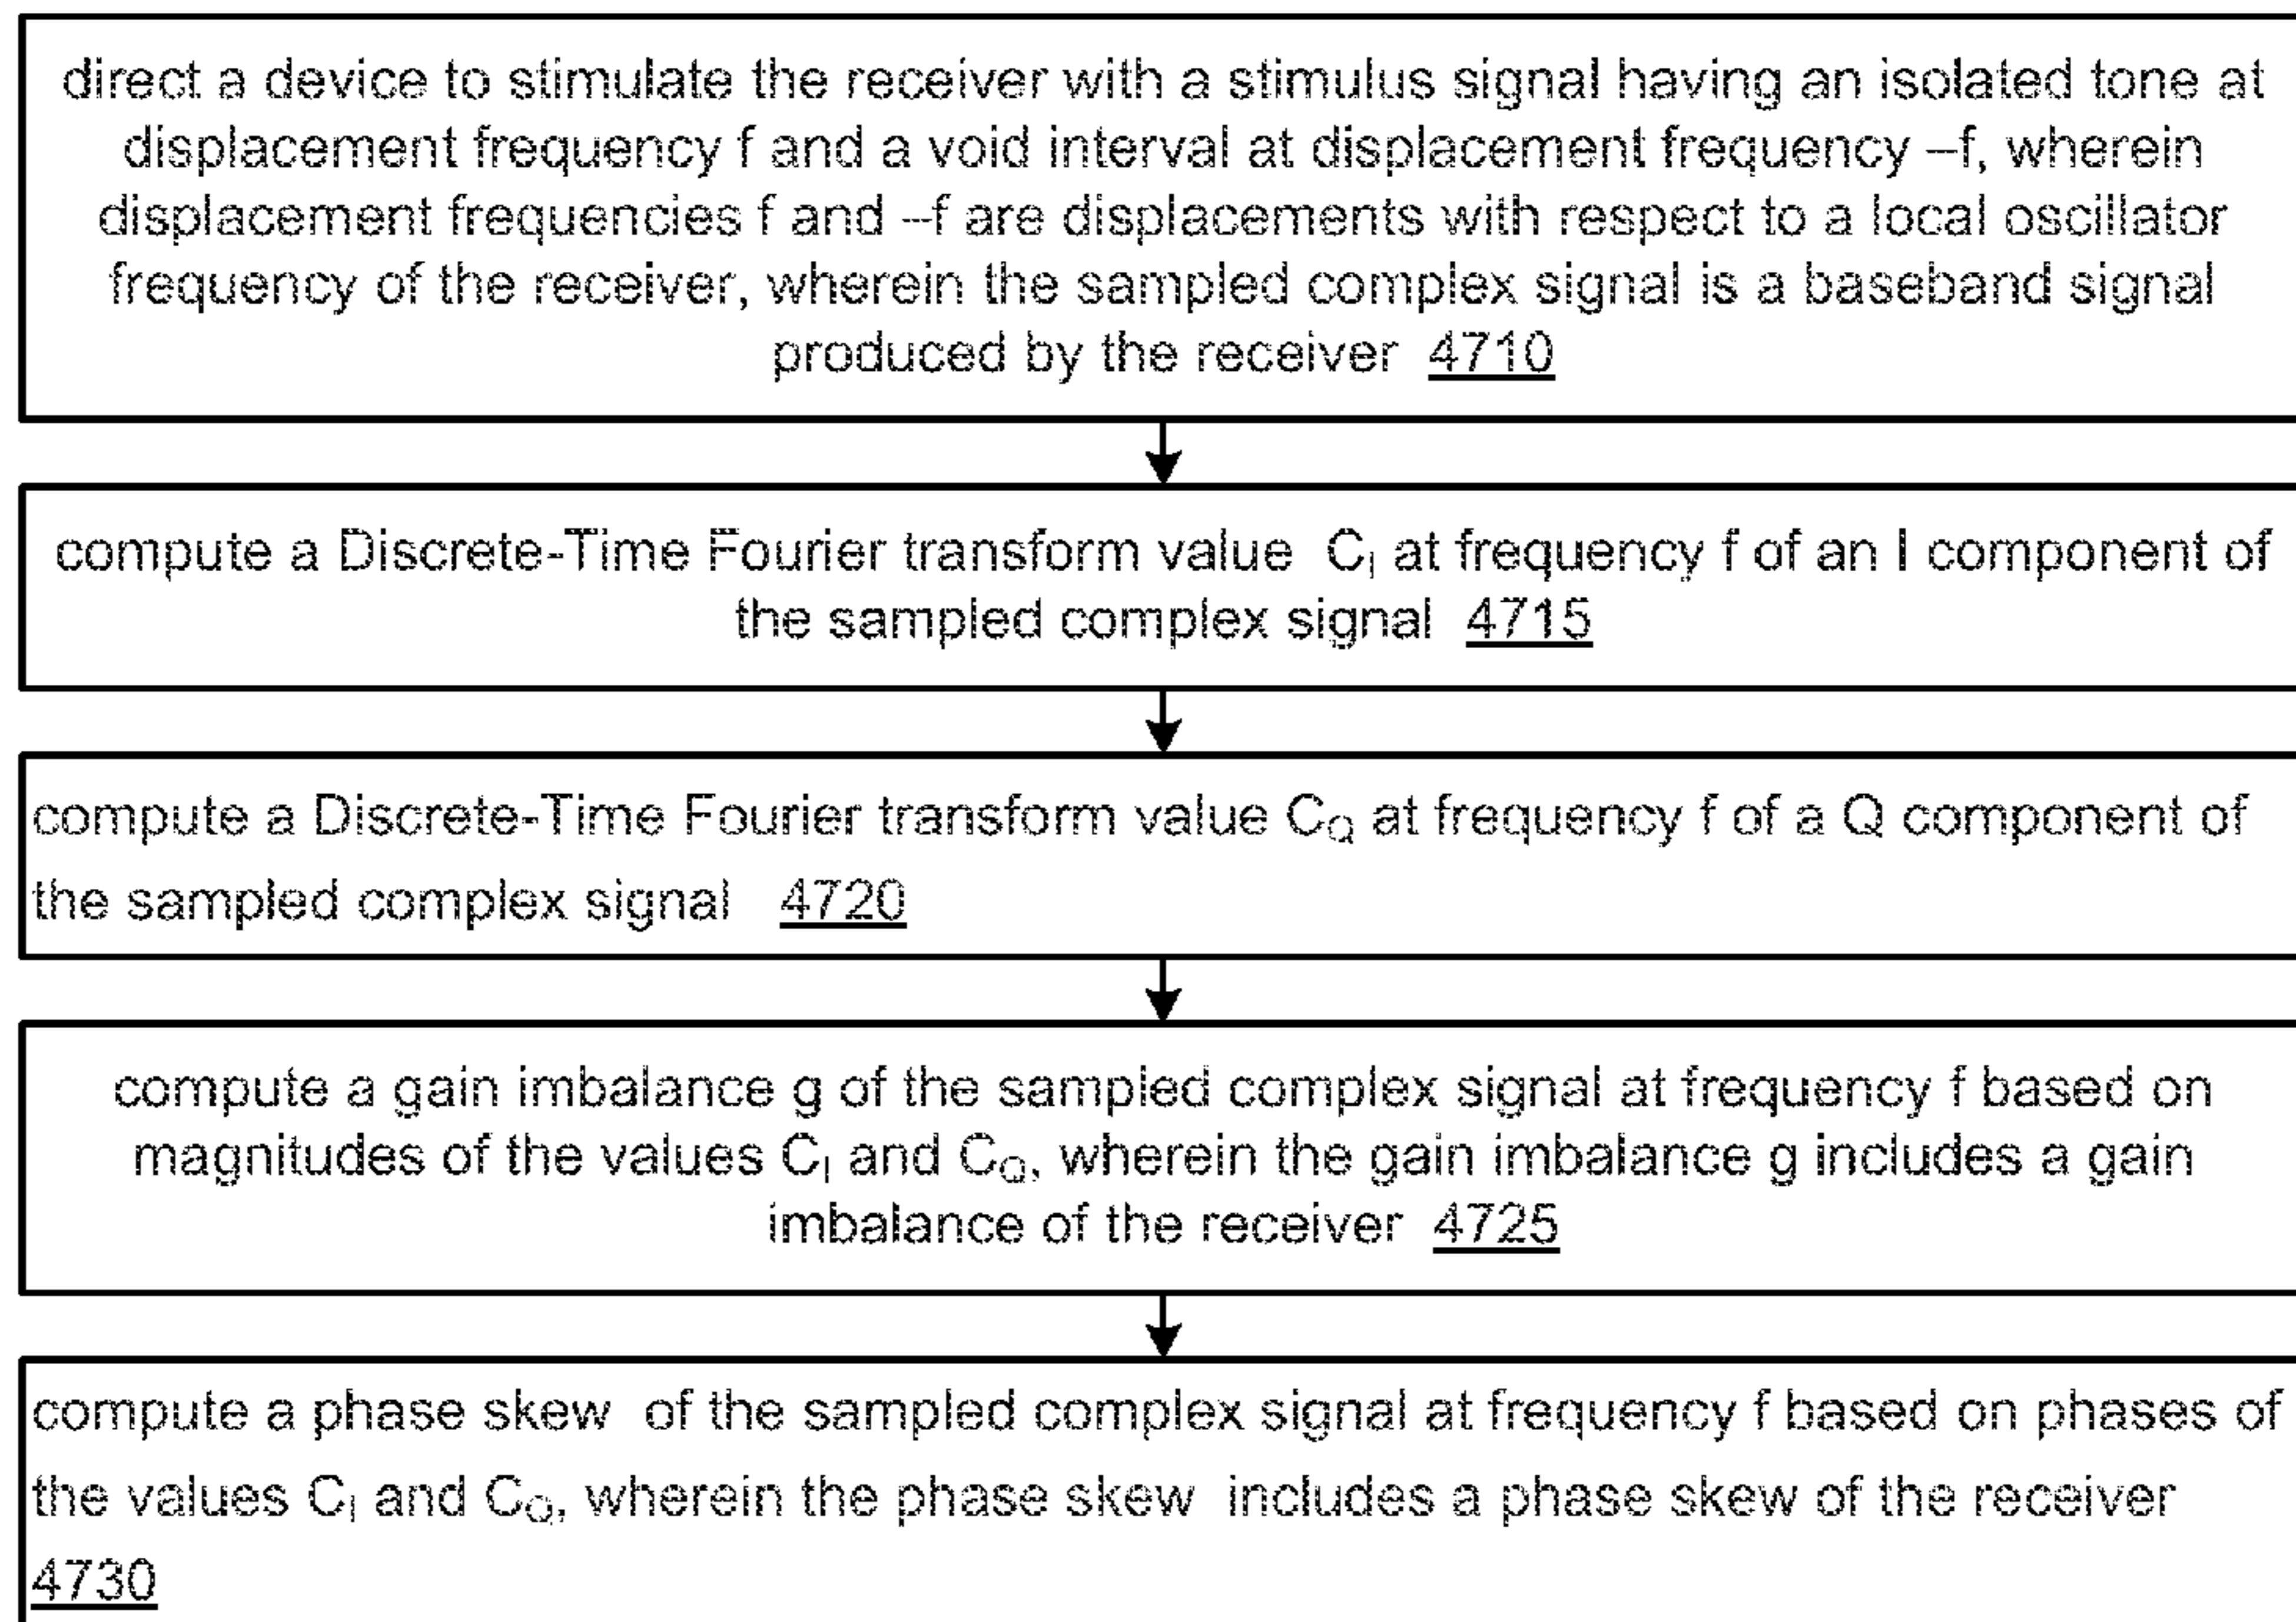 direct a device to stimulate the receiver with a stimulus signal having an isolated tone at
displacement frequency f and a void interval at displacement frequency –f, wherein
displacement frequencies f and –f are displacements with respect to a local oscillator
frequency of the receiver, wherein the sampled complex signal is a baseband signal
produced by the receiver 4710
compute a Discrete-Time Fourier transform value C_I at frequency f of an I component of
the sampled complex signal 4715
compute a Discrete-Time Fourier transform value C_Q at frequency f of a Q component of
the sampled complex signal 4720
compute a gain imbalance g of the sampled complex signal at frequency f based on
magnitudes of the values C_I and C_Q, wherein the gain imbalance g includes a gain
imbalance of the receiver 4725
compute a phase skew of the sampled complex signal at frequency f based on phases of
the values C_I and C_Q, wherein the phase skew includes a phase skew of the receiver
4730